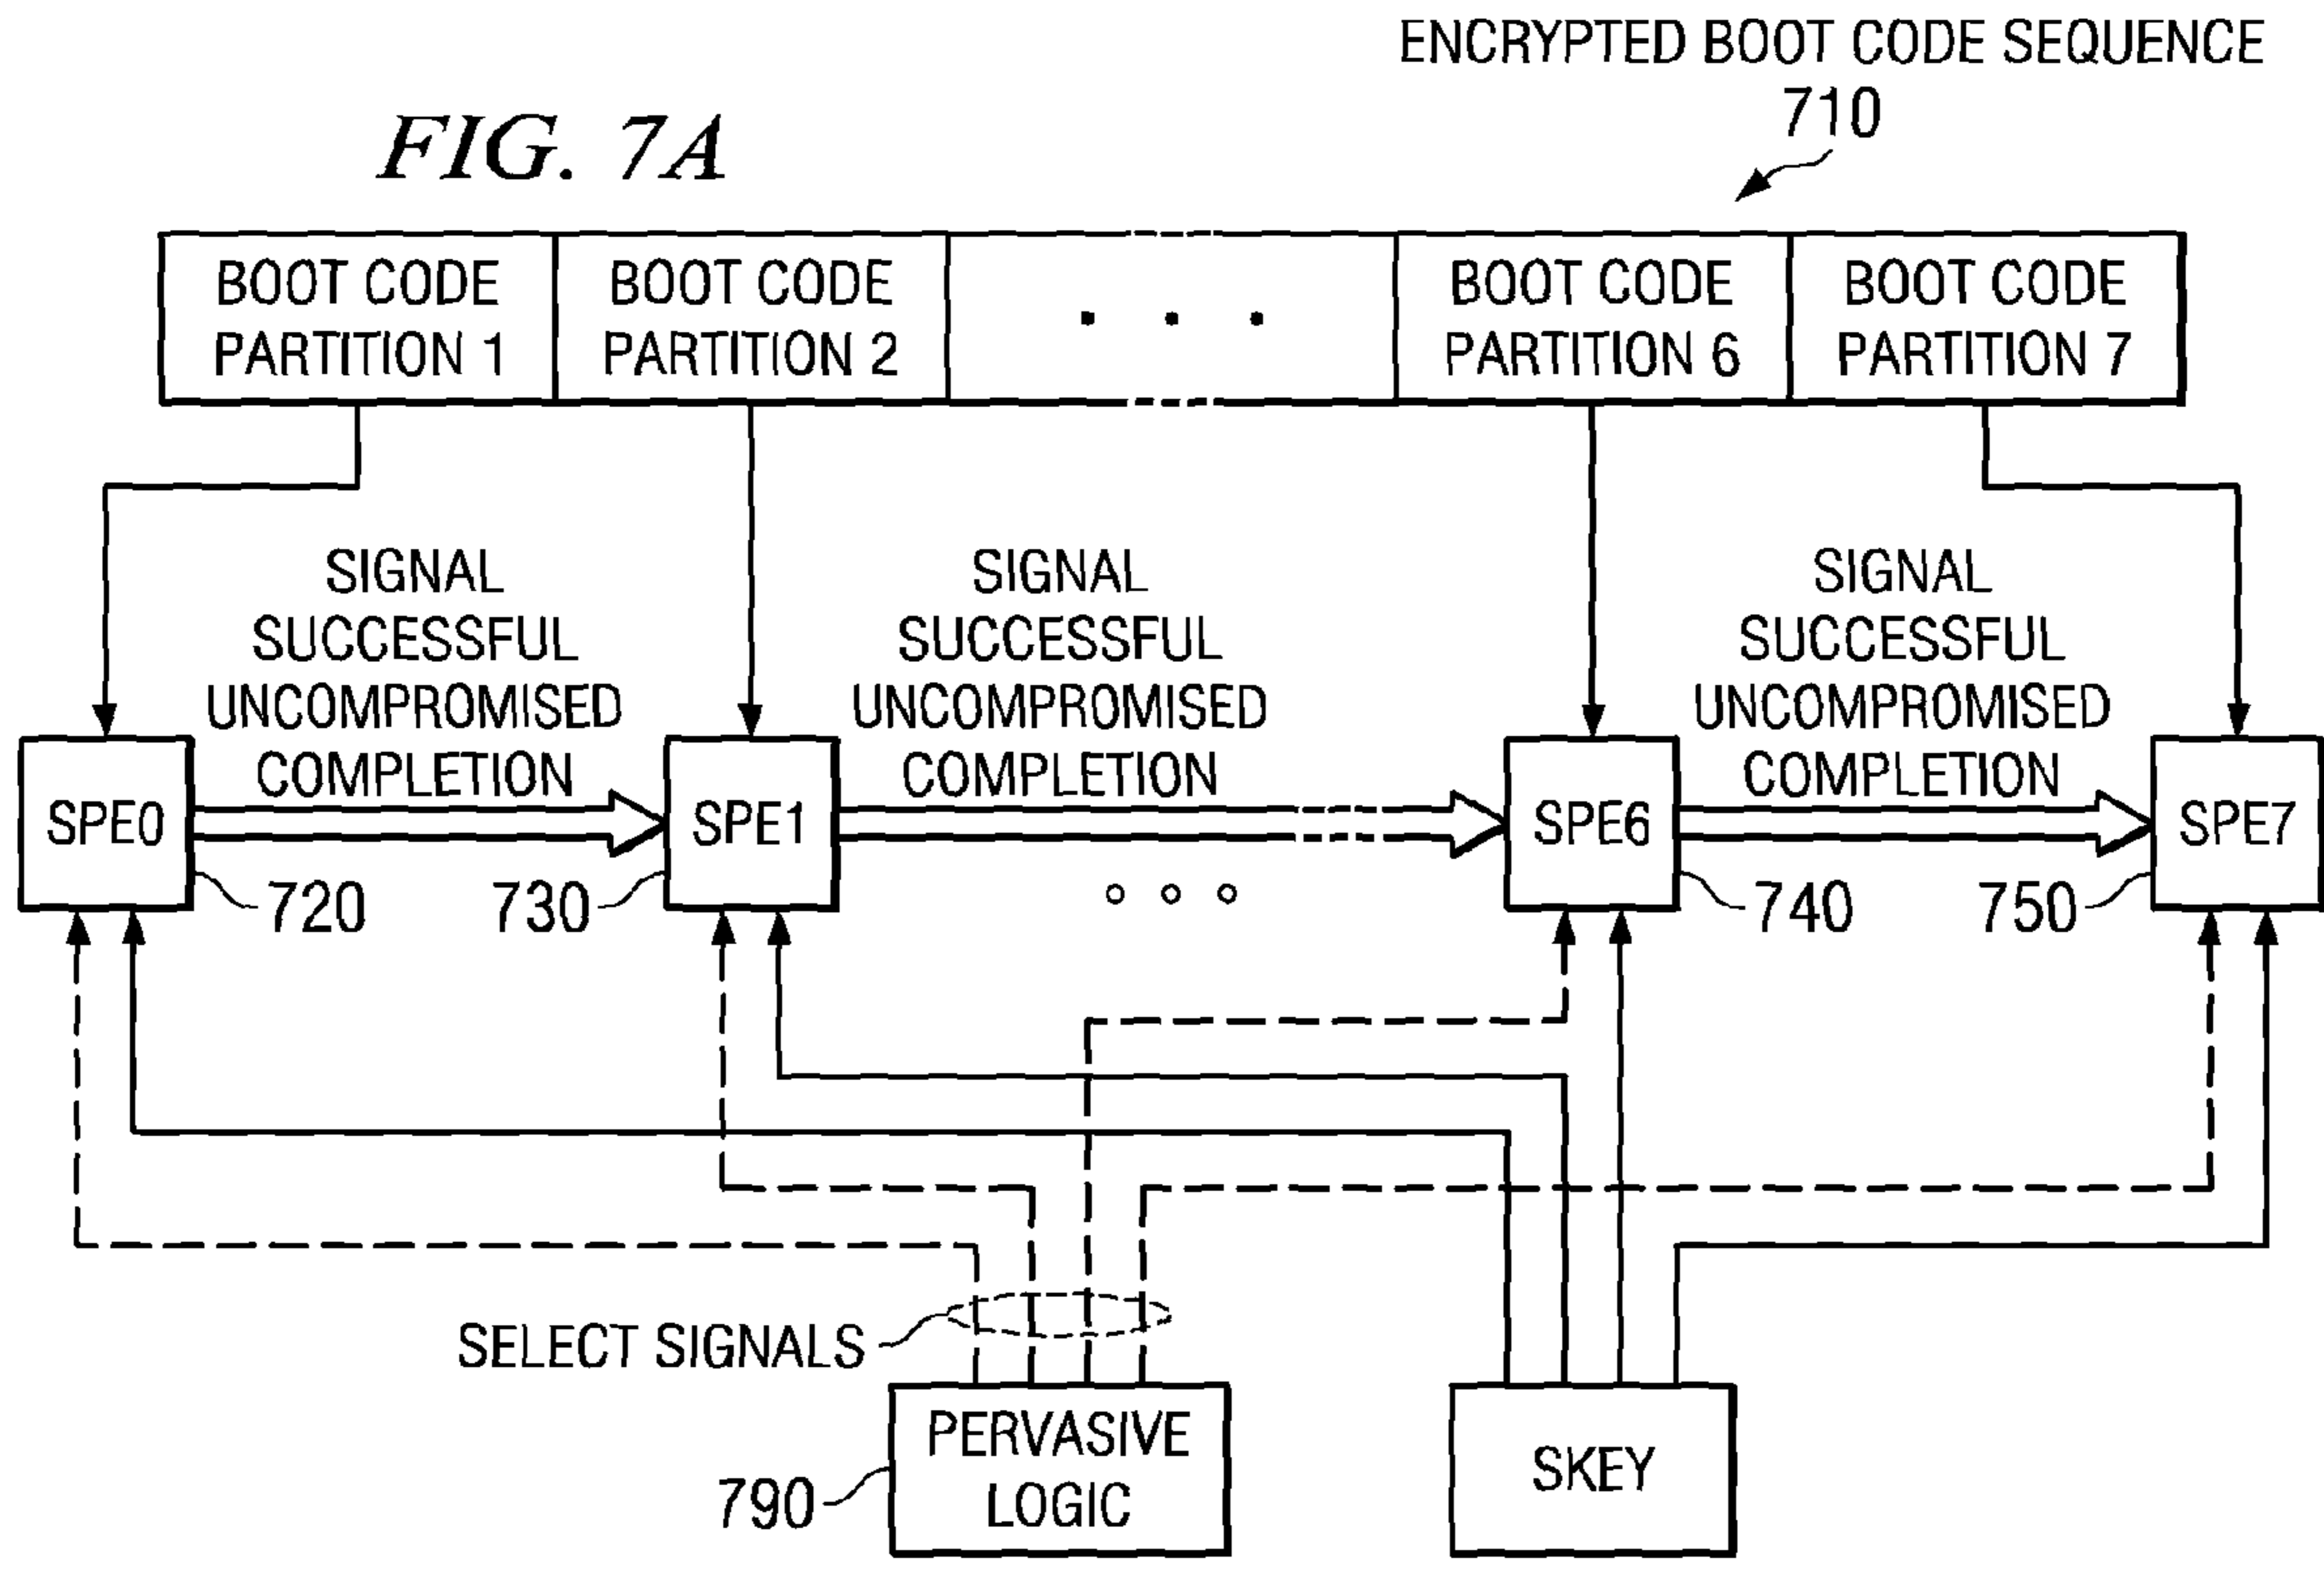 ENCRYPTED BOOT CODE SEQUENCE
710
FIG. 7A
BOOT CODE
PARTITION 1
BOOT CODE
PARTITION 2
. . .
BOOT CODE
PARTITION 6
BOOT CODE
PARTITION 7
SIGNAL
SUCCESSFUL
UNCOMPROMISED
COMPLETION
SIGNAL
SUCCESSFUL
UNCOMPROMISED
COMPLETION
SIGNAL
SUCCESSFUL
UNCOMPROMISED
COMPLETION
SPE0
SPE1
SPE6
SPE7
720
730
740
750
SELECT SIGNALS
PERVASIVE
LOGIC
790
SKEY